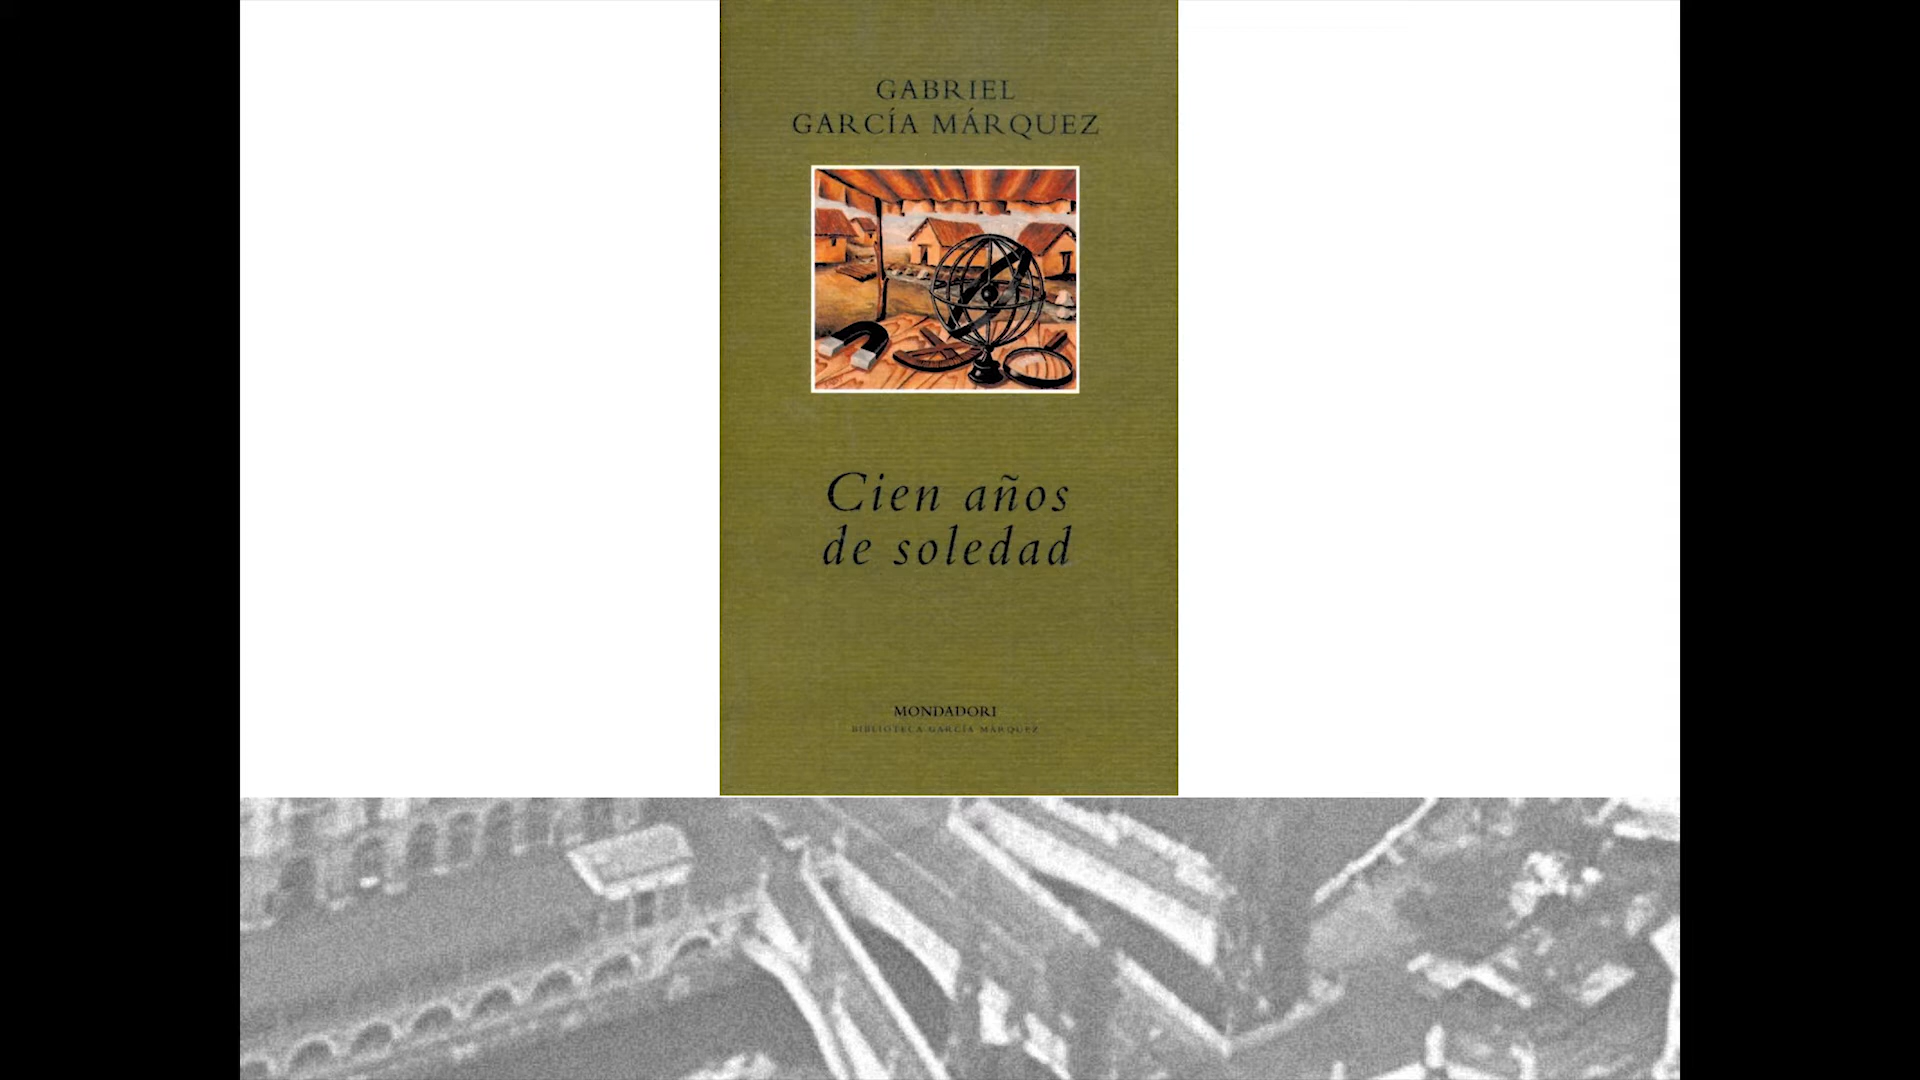 GABRIEL
GARCÍA MÁRQUEZ
Cien años
de soledad
MONDADORI
BIBLIOTECA GARCÍA MÁRQUEZ